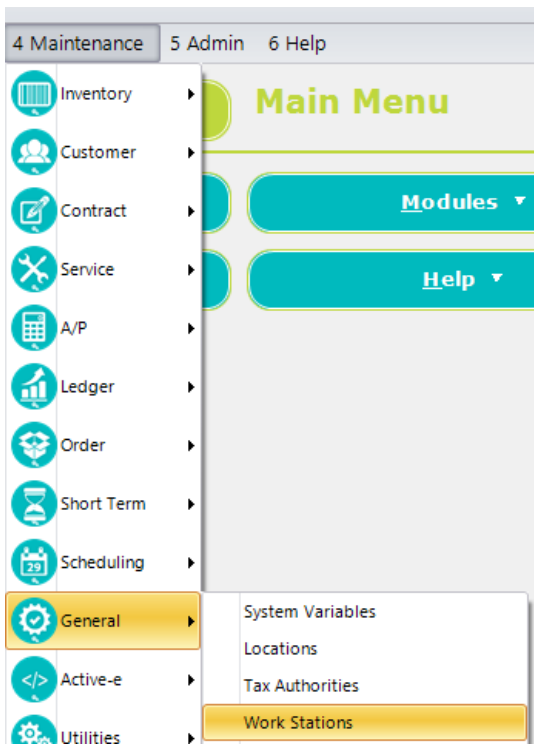 4 Maintenance 5 Admin 6 Help
Main Menu
Inventory
Customer
Contract
Modules
Service
Help
A/P
Ledger
Order
Short Term
29
Scheduling
General
System Variables
Locations
Active-e
Tax Authorities
Work Stations
Utilities